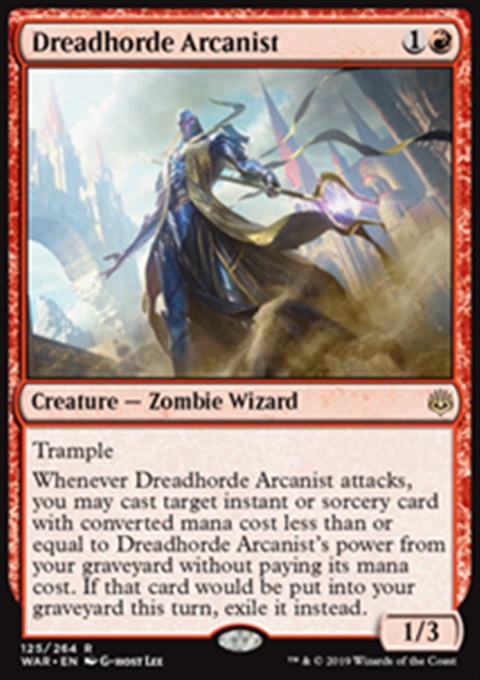 Dreadhorde Arcanist 1
Creature — Zombie Wizard
Trample
Whenever Dreadhorde Arcanist attacks,
you may cast target instant or sorcery card
with converted mana cost less than or
equal to Dreadhorde Arcanist's power from
your graveyard without paying its mana
cost. If that card would be put into your
graveyard this turn, exile it instead.
1/3
125/264 R
WAR • EN G-HOST LEE
™ & © 2019 Wizards of the Coast